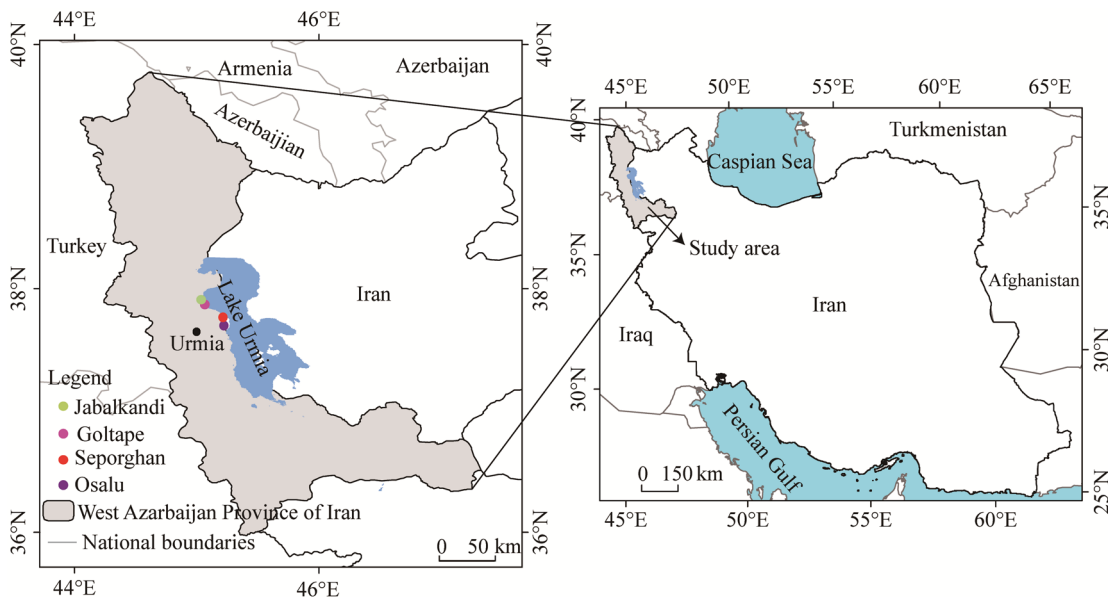 44°E 46°E
40°N
40°N
Armenia
Azerbaijan
Azerbaijian
Turkey
38°N
38°N
Iran
Lake Urmia
Urmia
Legend
Jabalkandi
Goltape
Seporghan
Osalu
West Azarbaijan Province of Iran
National boundaries
36°N
36°N
0 50 km
44°E 46°E
45°E 50°E 55°E 60°E 65°E
40°N
Turkmenistan
Caspian Sea
35°N
35°N
Study area
Afghanistan
Iran
Iraq
30°N
30°N
Persian Gulf
0 150 km
25°N
45°E 50°E 55°E 60°E